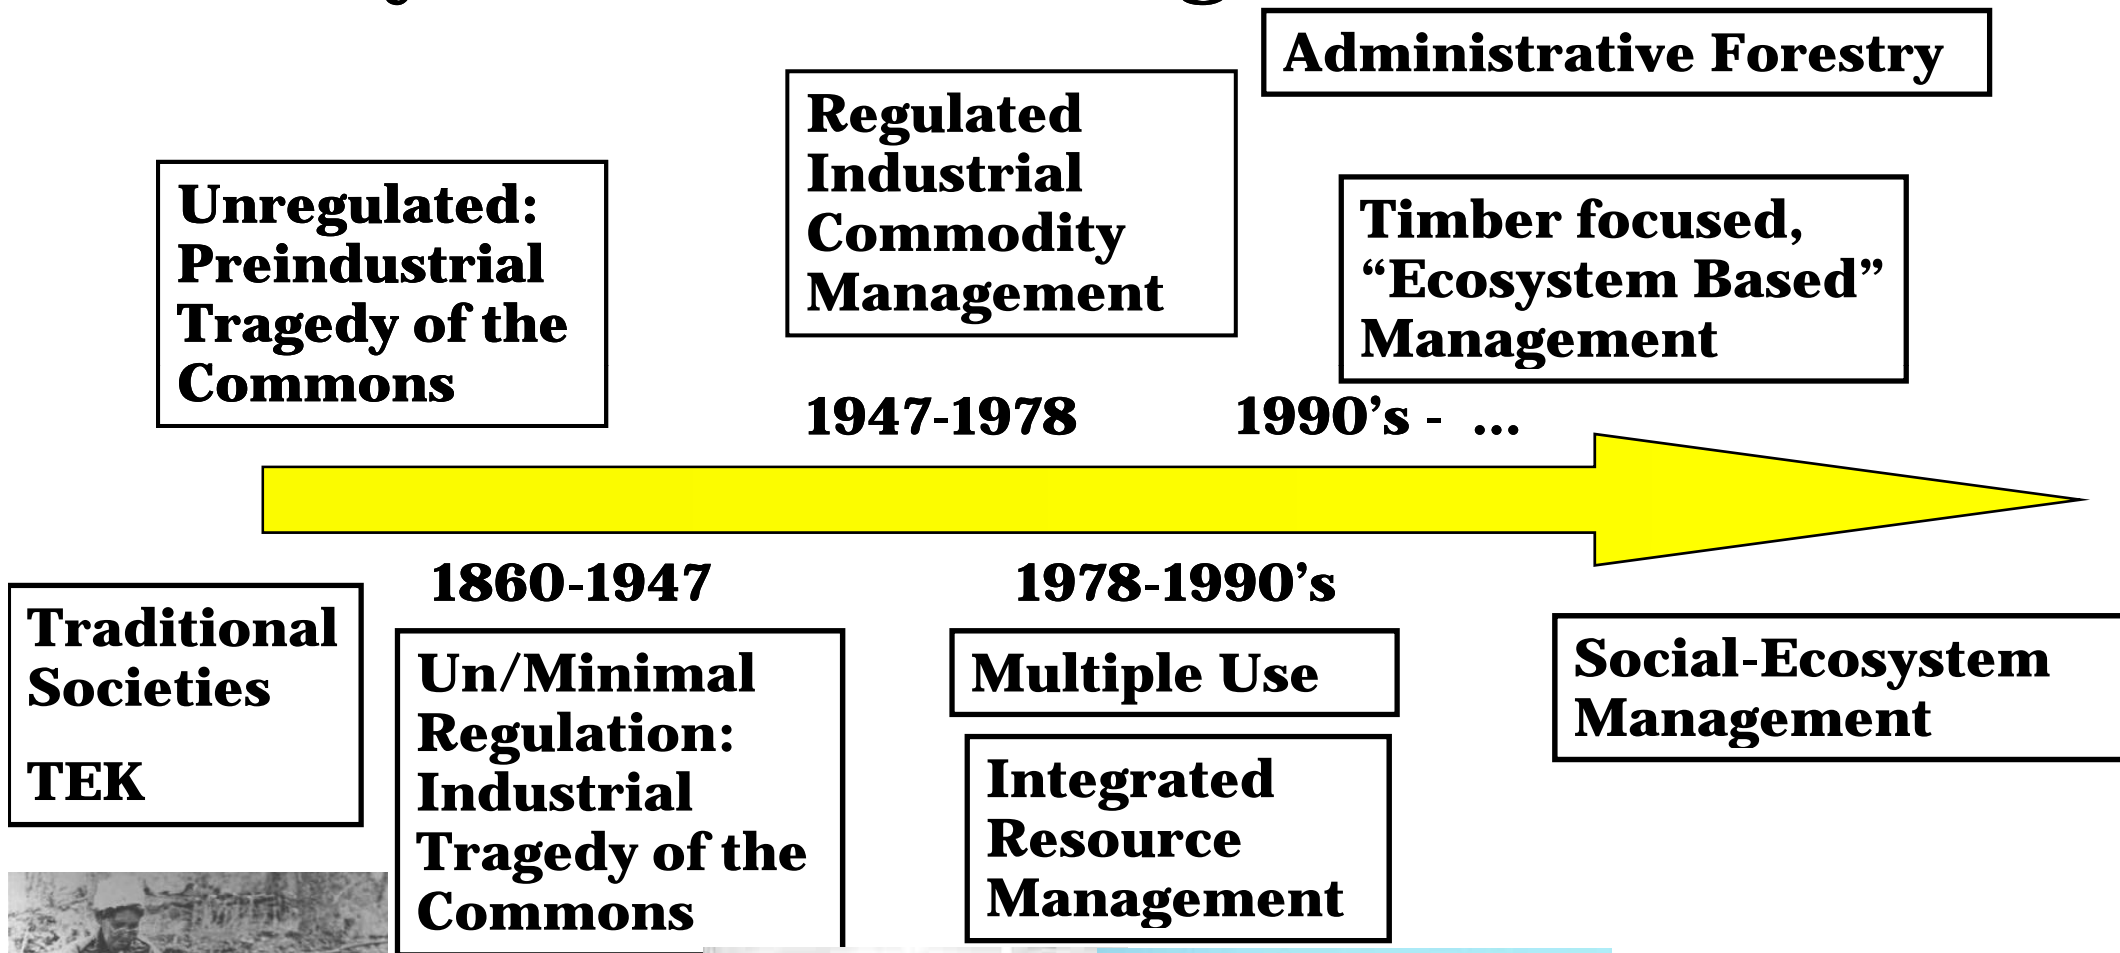 Administrative Forestry
Regulated
Industrial
Commodity
Management
Unregulated:
Preindustrial
Tragedy of the
Commons
Timber focused,
“Ecosystem Based”
Management
1947-1978
1990’s - ...
1860-1947
1978-1990’s
Traditional
Societies
TEK
Un/Minimal
Regulation:
Industrial
Tragedy of the
Commons
Multiple Use
Integrated
Resource
Management
Social-Ecosystem
Management